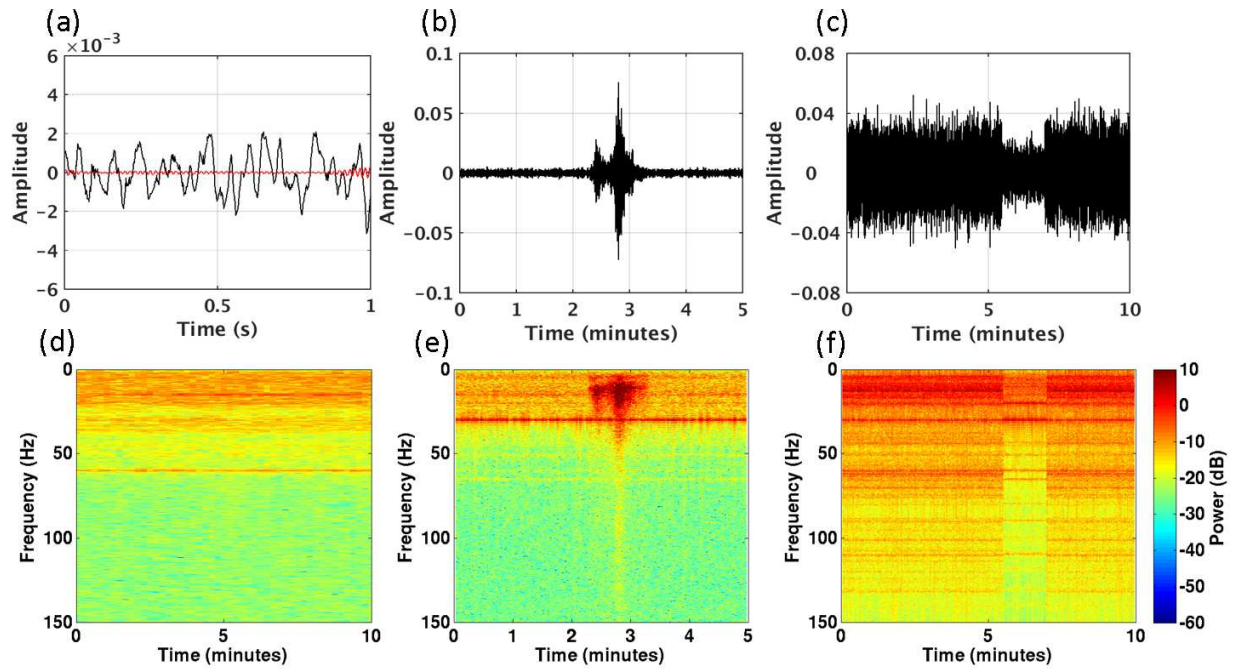 (a)
×10−3
6
4
2
0
−2
−4
−6
Amplitude
0
0.5
1
Time (s)
(b)
0.1
0.05
0
−0.05
−0.1
Amplitude
0 1 2 3 4 5
Time (minutes)
(c)
0.08
0.04
0
−0.04
−0.08
Amplitude
0 5 10
Time (minutes)
(d)
0
50
100
150
Frequency (Hz)
0 5 10
Time (minutes)
(e)
0
50
100
150
Frequency (Hz)
0 1 2 3 4 5
Time (minutes)
(f)
0
50
100
150
Frequency (Hz)
0 5 10
Time (minutes)
10
0
-10
-20
-30
-40
-50
-60
Power (dB)